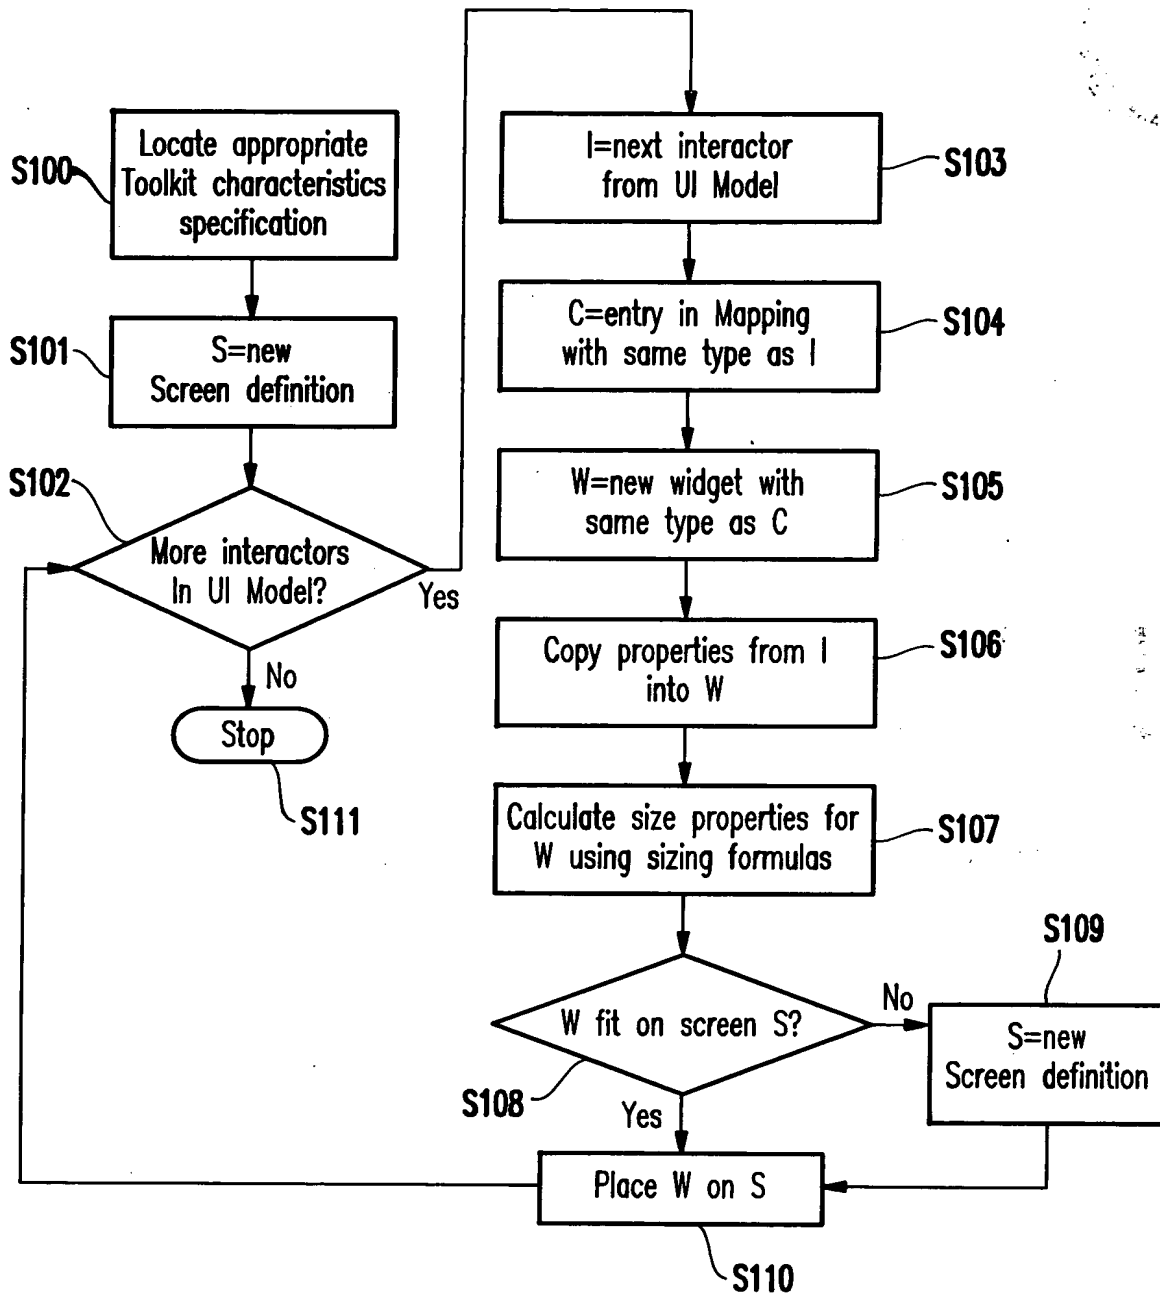 S100
Locate appropriate
Toolkit characteristics
specification
S101
S=new
Screen definition
S102
More interactors
In UI Model?
Yes
No
Stop
S111
I=next interactor
from UI Model
S103
C=entry in Mapping
with same type as I
S104
W=new widget with
same type as C
S105
Copy properties from I
into W
S106
Calculate size properties for
W using sizing formulas
S107
W fit on screen S?
S108
No
Yes
S109
S=new
Screen definition
Place W on S
S110